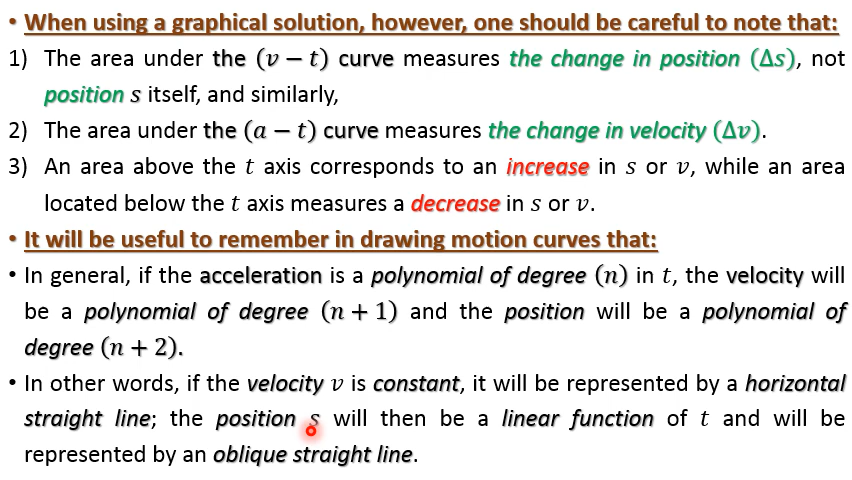 • When using a graphical solution, however, one should be careful to note that:
1) The area under the (v − t) curve measures the change in position (Δs), not
position s itself, and similarly,
2) The area under the (a − t) curve measures the change in velocity (Δv).
3) An area above the t axis corresponds to an increase in s or v, while an area
located below the t axis measures a decrease in s or v.
• It will be useful to remember in drawing motion curves that:
• In general, if the acceleration is a polynomial of degree (n) in t, the velocity will
be a polynomial of degree (n + 1) and the position will be a polynomial of
degree (n + 2).
• In other words, if the velocity v is constant, it will be represented by a horizontal
straight line; the position s will then be a linear function of t and will be
represented by an oblique straight line.